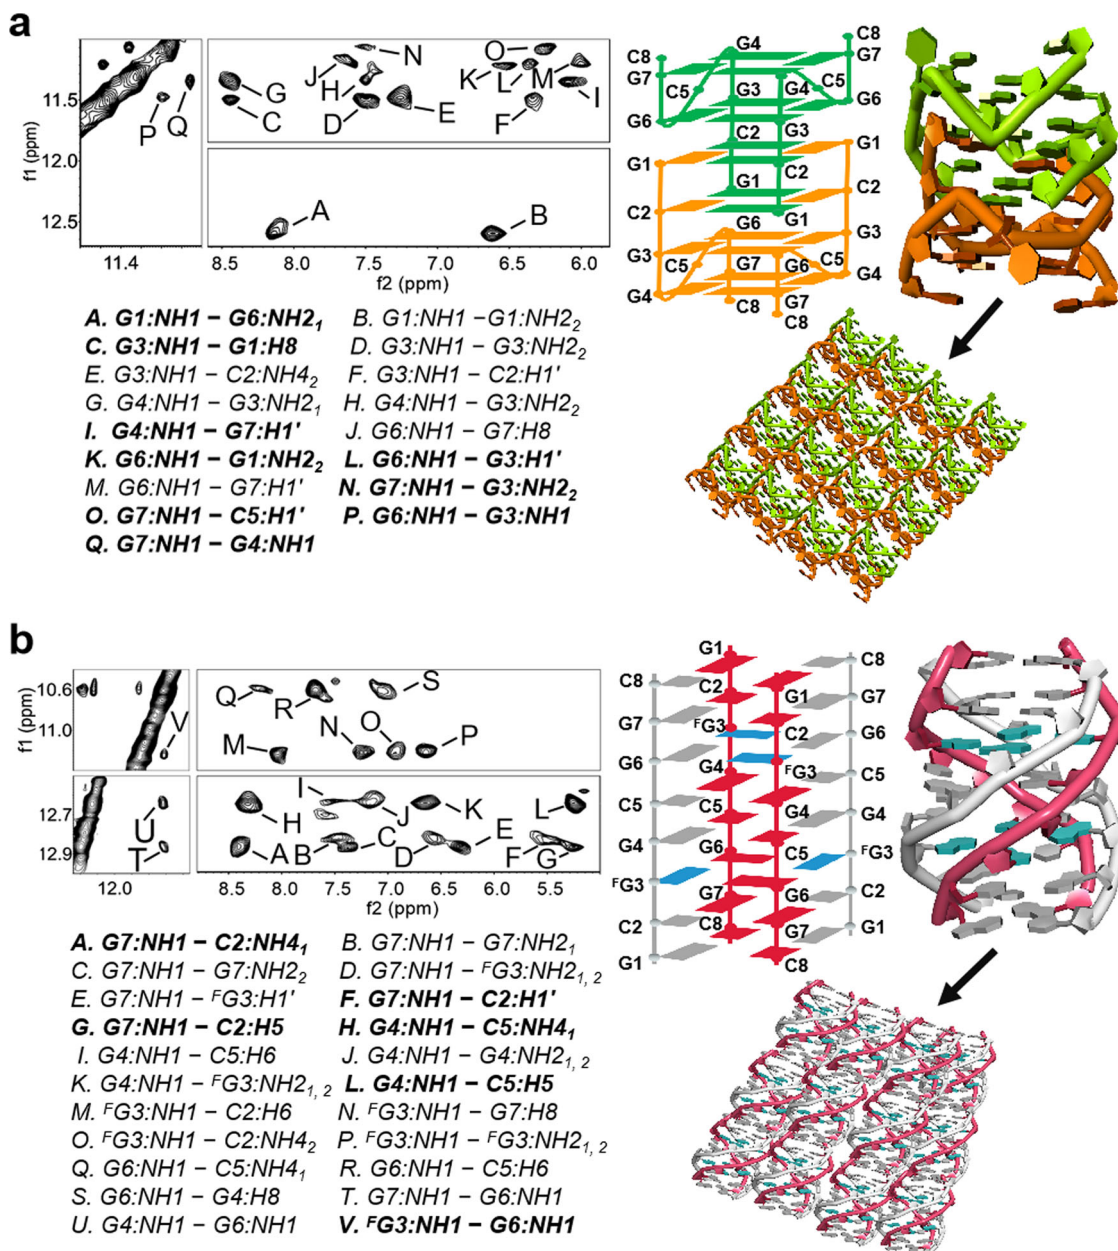 a
N
O
J
K
L
M
H
G
I
C
D
E
F
P
Q
11.5
12.0
12.5
f1 (ppm)
A
B
11.4
8.5
8.0
7.5
7.0
6.5
6.0
f2 (ppm)
A. G1:NH1 – G6:NH2₁
B. G1:NH1 –G1:NH2₂
C. G3:NH1 – G1:H8
D. G3:NH1 – G3:NH2₂
E. G3:NH1 – C2:NH4₂
F. G3:NH1 – C2:H1'
G. G4:NH1 – G3:NH2₁
H. G4:NH1 – G3:NH2₂
I. G4:NH1 – G7:H1'
J. G6:NH1 – G7:H8
K. G6:NH1 – G1:NH2₂
L. G6:NH1 – G3:H1'
M. G6:NH1 – G7:H1'
N. G7:NH1 – G3:NH2₂
O. G7:NH1 – C5:H1'
P. G6:NH1 – G3:NH1
Q. G7:NH1 – G4:NH1
C8
G4
C8
G7
G7
C5
C5
G3
G4
G6
G6
C2
G3
G1
G1
C2
G1
C2
C2
G6
G1
G3
G3
C5
G7
G6
C5
G4
G4
C8
G7
C8
b
10.6
11.0
f1 (ppm)
V
Q
R
S
N
O
M
P
12.7
12.9
U
T
I
H
J
K
L
A
B
C
D
E
F
G
12.0
8.5
8.0
7.5
7.0
6.5
6.0
5.5
5.0
f2 (ppm)
A. G7:NH1 – C2:NH4₁
B. G7:NH1 – G7:NH2₁
C. G7:NH1 – G7:NH2₂
D. G7:NH1 – ᶠG3:NH2₁, ₂
E. G7:NH1 – ᶠG3:H1'
F. G7:NH1 – C2:H1'
G. G7:NH1 – C2:H5
H. G4:NH1 – C5:NH4₁
I. G4:NH1 – C5:H6
J. G4:NH1 – G4:NH2₁, ₂
K. G4:NH1 – ᶠG3:NH2₁, ₂
L. G4:NH1 – C5:H5
M. ᶠG3:NH1 – C2:H6
N. ᶠG3:NH1 – G7:H8
O. ᶠG3:NH1 – C2:NH4₂
P. ᶠG3:NH1 – ᶠG3:NH2₁, ₂
Q. G6:NH1 – C5:NH4₁
R. G6:NH1 – C5:H6
S. G6:NH1 – G4:H8
T. G7:NH1 – G6:NH1
U. G4:NH1 – G6:NH1
V. ᶠG3:NH1 – G6:NH1
G1
C8
C8
C2
G1
G7
G7
ᶠG3
C2
G6
G6
G4
ᶠG3
C5
C5
C5
G4
G4
G4
G6
C5
ᶠG3
ᶠG3
G7
G6
C2
C2
C8
G7
G1
G1
C8